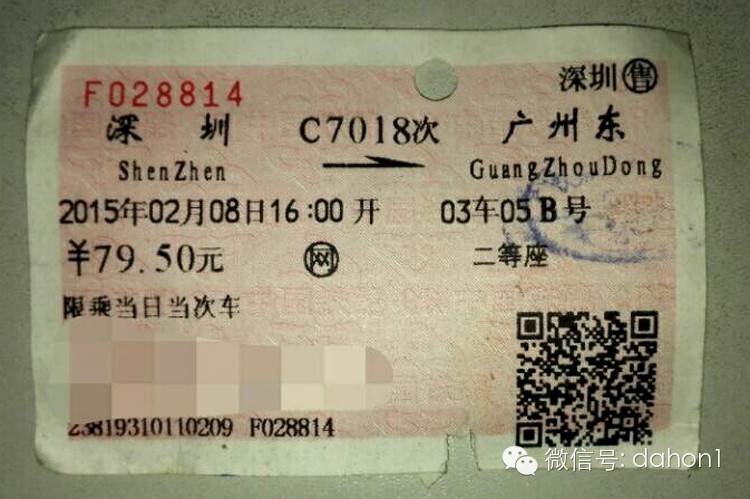 F028814
深圳售
深圳 C7018次 广州东
ShenZhen GuangZhouDong
2015年02月08日16:00开 03车05B号
￥79.50元 网 二等座
限乘当日当次车
23819310110209 F028814
微信号: dahon1